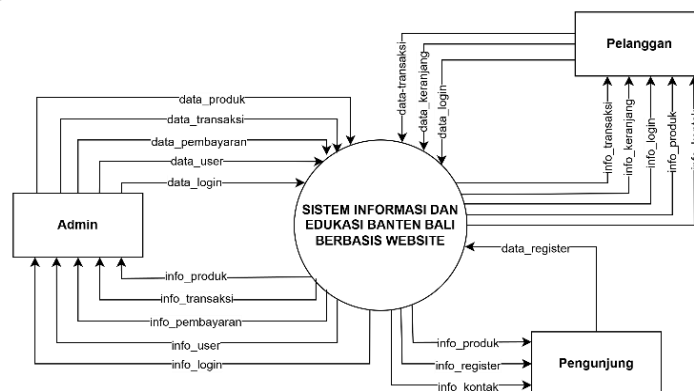 Pelanggan
data-transaksi
data_keranjang
data_login
info_transaksi
info_keranjang
info_login
info_produk
data_produk
data_transaksi
data_pembayaran
data_user
data_login
Admin
SISTEM INFORMASI DAN
EDUKASI BANTEN BALI
BERBASIS WEBSITE
data_register
info_produk
info_transaksi
info_pembayaran
info_user
info_login
info_produk
info_register
info_kontak
Pengunjung